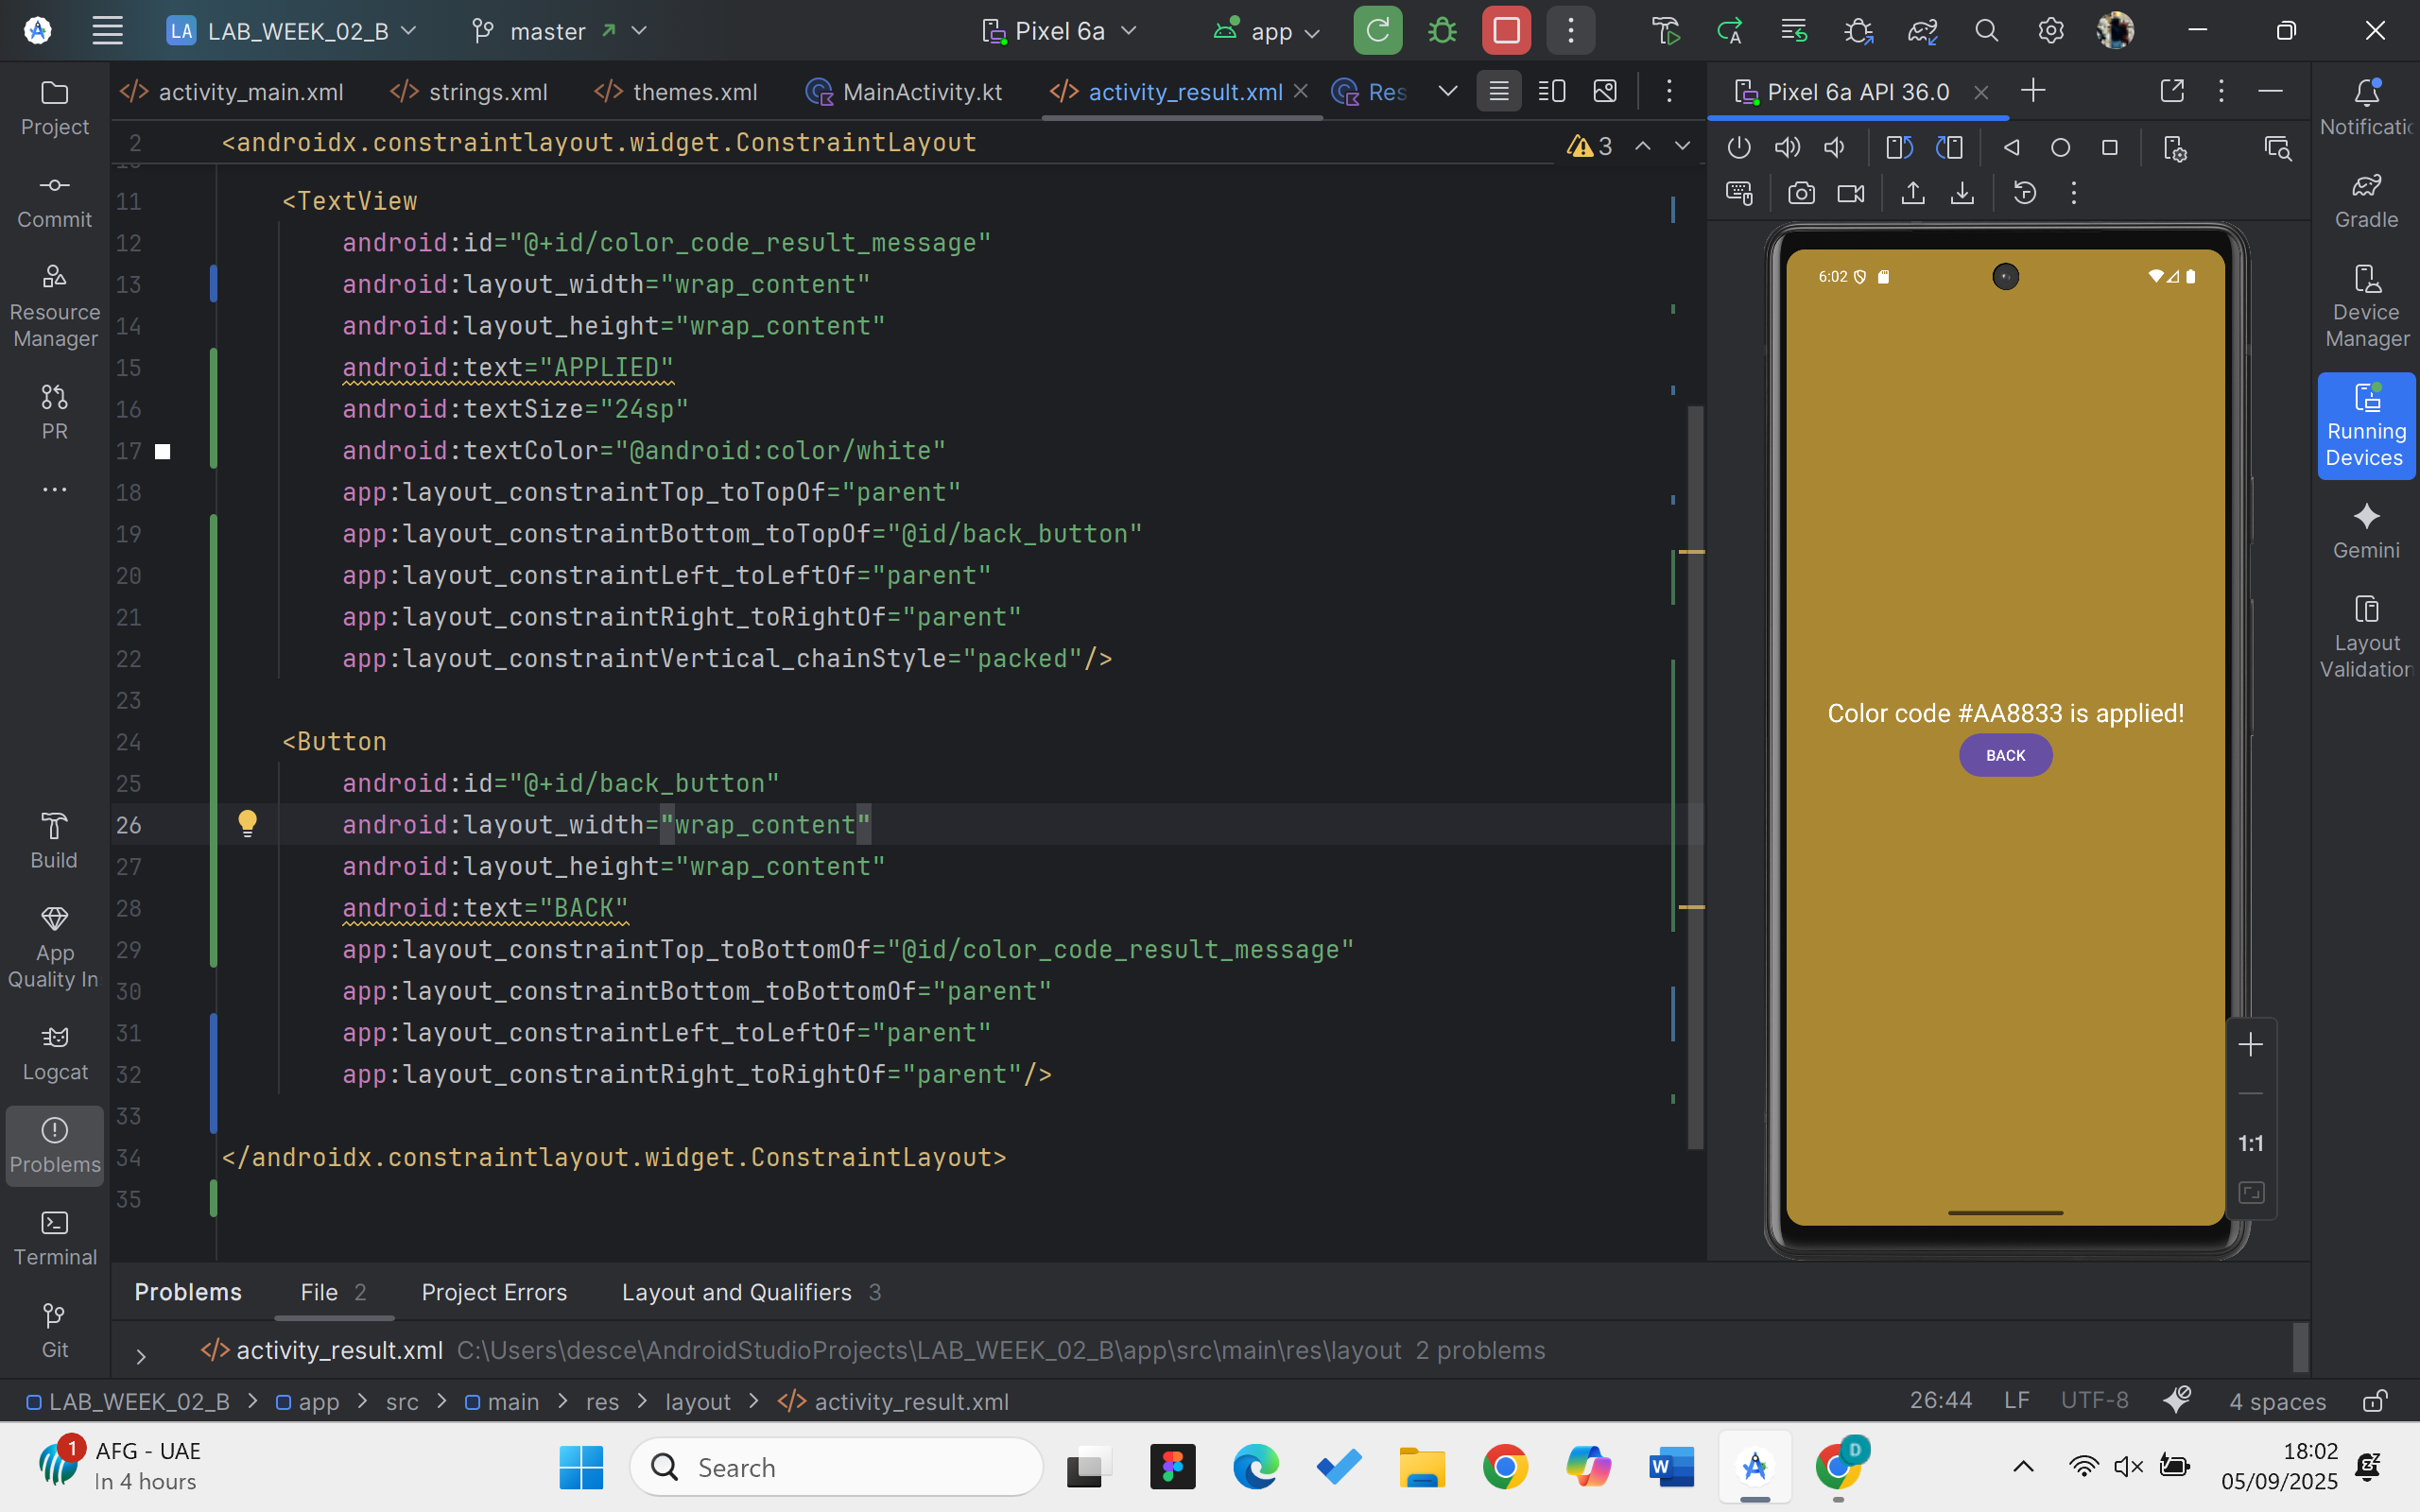 LA LAB_WEEK_02_B master Pixel 6a app
activity_main.xml strings.xml themes.xml MainActivity.kt activity_result.xml Res
Pixel 6a API 36.0
Project
Commit
Resource
Manager
PR
Build
App
Quality In
Logcat
Problems
Terminal
Git
2 <androidx.constraintlayout.widget.ConstraintLayout
3
11 <TextView
12 android:id="@+id/color_code_result_message"
13 android:layout_width="wrap_content"
14 android:layout_height="wrap_content"
15 android:text="APPLIED"
16 android:textSize="24sp"
17 android:textColor="@android:color/white"
18 app:layout_constraintTop_toTopOf="parent"
19 app:layout_constraintBottom_toTopOf="@id/back_button"
20 app:layout_constraintLeft_toLeftOf="parent"
21 app:layout_constraintRight_toRightOf="parent"
22 app:layout_constraintVertical_chainStyle="packed"/>
23
24 <Button
25 android:id="@+id/back_button"
26 android:layout_width="wrap_content"
27 android:layout_height="wrap_content"
28 android:text="BACK"
29 app:layout_constraintTop_toBottomOf="@id/color_code_result_message"
30 app:layout_constraintBottom_toBottomOf="parent"
31 app:layout_constraintLeft_toLeftOf="parent"
32 app:layout_constraintRight_toRightOf="parent"/>
33
34 </androidx.constraintlayout.widget.ConstraintLayout>
35
6:02
Color code #AA8833 is applied!
BACK
1:1
Notificatio
Gradle
Device
Manager
Running
Devices
Gemini
Layout
Validation
Problems File 2 Project Errors Layout and Qualifiers 3
activity_result.xml C:\Users\desce\AndroidStudioProjects\LAB_WEEK_02_B\app\src\main\res\layout 2 problems
LAB_WEEK_02_B > app > src > main > res > layout > activity_result.xml
26:44 LF UTF-8 4 spaces
1
AFG - UAE
In 4 hours
Search
W
D
18:02
05/09/2025